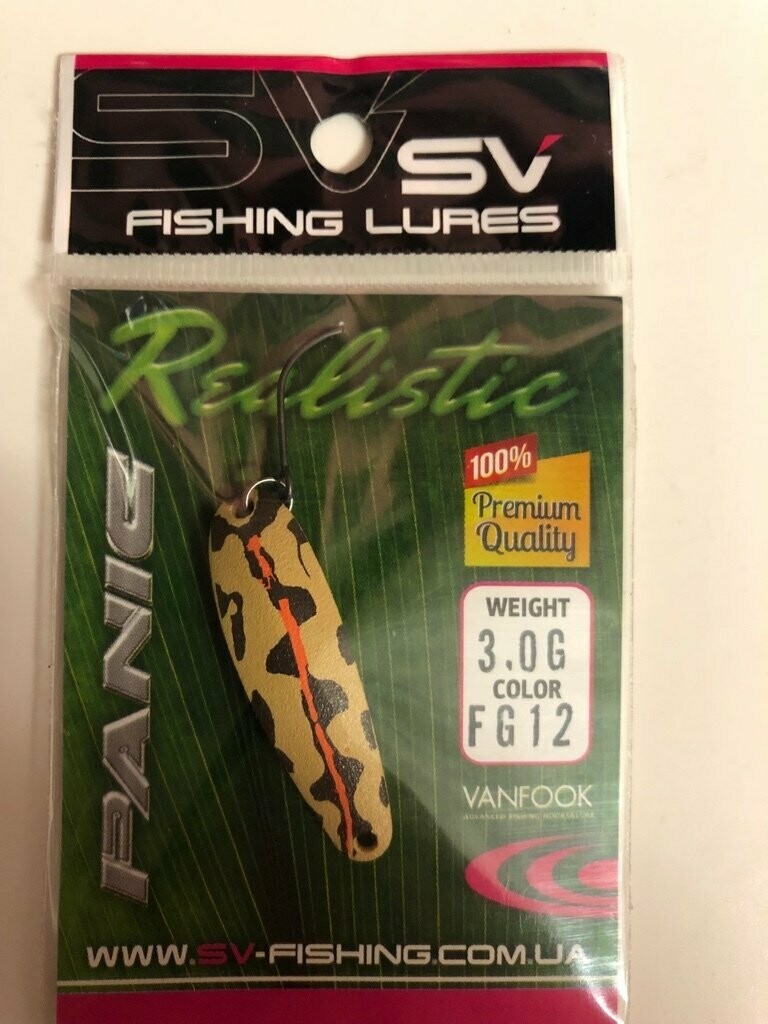 SV
SV
FISHING LURES
Realistic
PANIC
100%
Premium
Quality
WEIGHT
3.0G
COLOR
FG12
VANFOOK
WWW.SV-FISHING.COM.UA